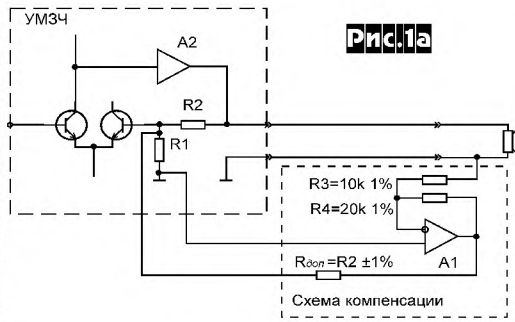 УМЗЧ
Рис.1а
A2
R2
R1
R3=10k 1%
R4=20k 1%
Rдоп =R2 ±1%
A1
Схема компенсации